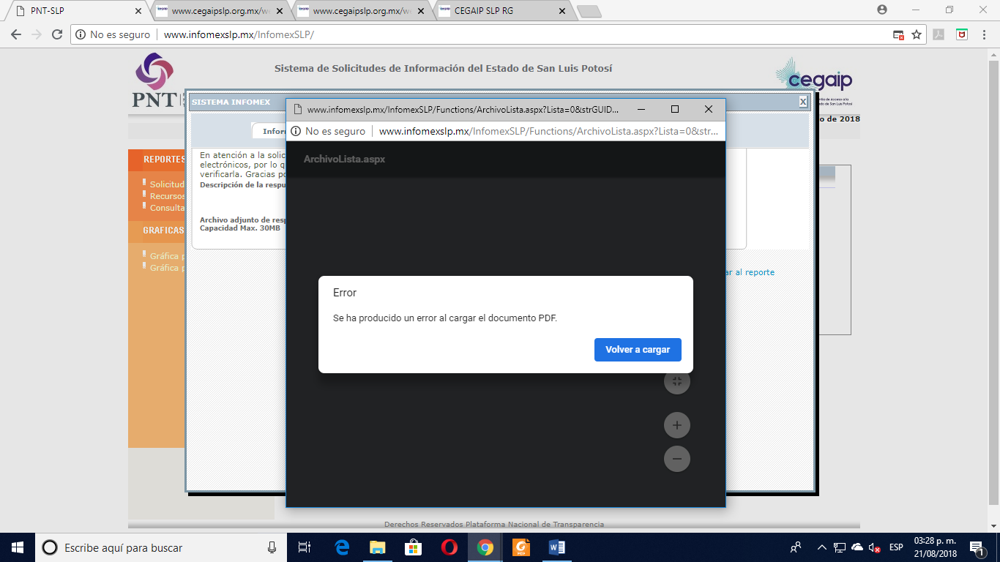 PNT-SLP
www.cegaipslp.org.mx/we
www.cegaipslp.org.mx/we
CEGAIP SLP RG
No es seguro
www.infomexslp.mx/InfomexSLP/
PNT
Sistema de Solicitudes de Información del Estado de San Luis Potosí
cegaip
o de 2018
SISTEMA INFOMEX
X
www.infomexslp.mx/InfomexSLP/Functions/ArchivoLista.aspx?Lista=0&strGUID...
No es seguro
www.infomexslp.mx/InfomexSLP/Functions/ArchivoLista.aspx?Lista=0&str...
ArchivoLista.aspx
Infor
En atención a la solic
electrónicos, por lo q
verificarla. Gracias po
Descripción de la respu
Archivo adjunto de resp
Capacidad Max. 30MB
ar al reporte
REPORTES
Solicitud
Recursos
Consulta
GRAFICAS
Gráfica p
Gráfica p
Error
Se ha producido un error al cargar el documento PDF.
Volver a cargar
Derechos Reservados Plataforma Nacional de Transparencia
Escribe aquí para buscar
ESP
03:28 p. m.
21/08/2018
1